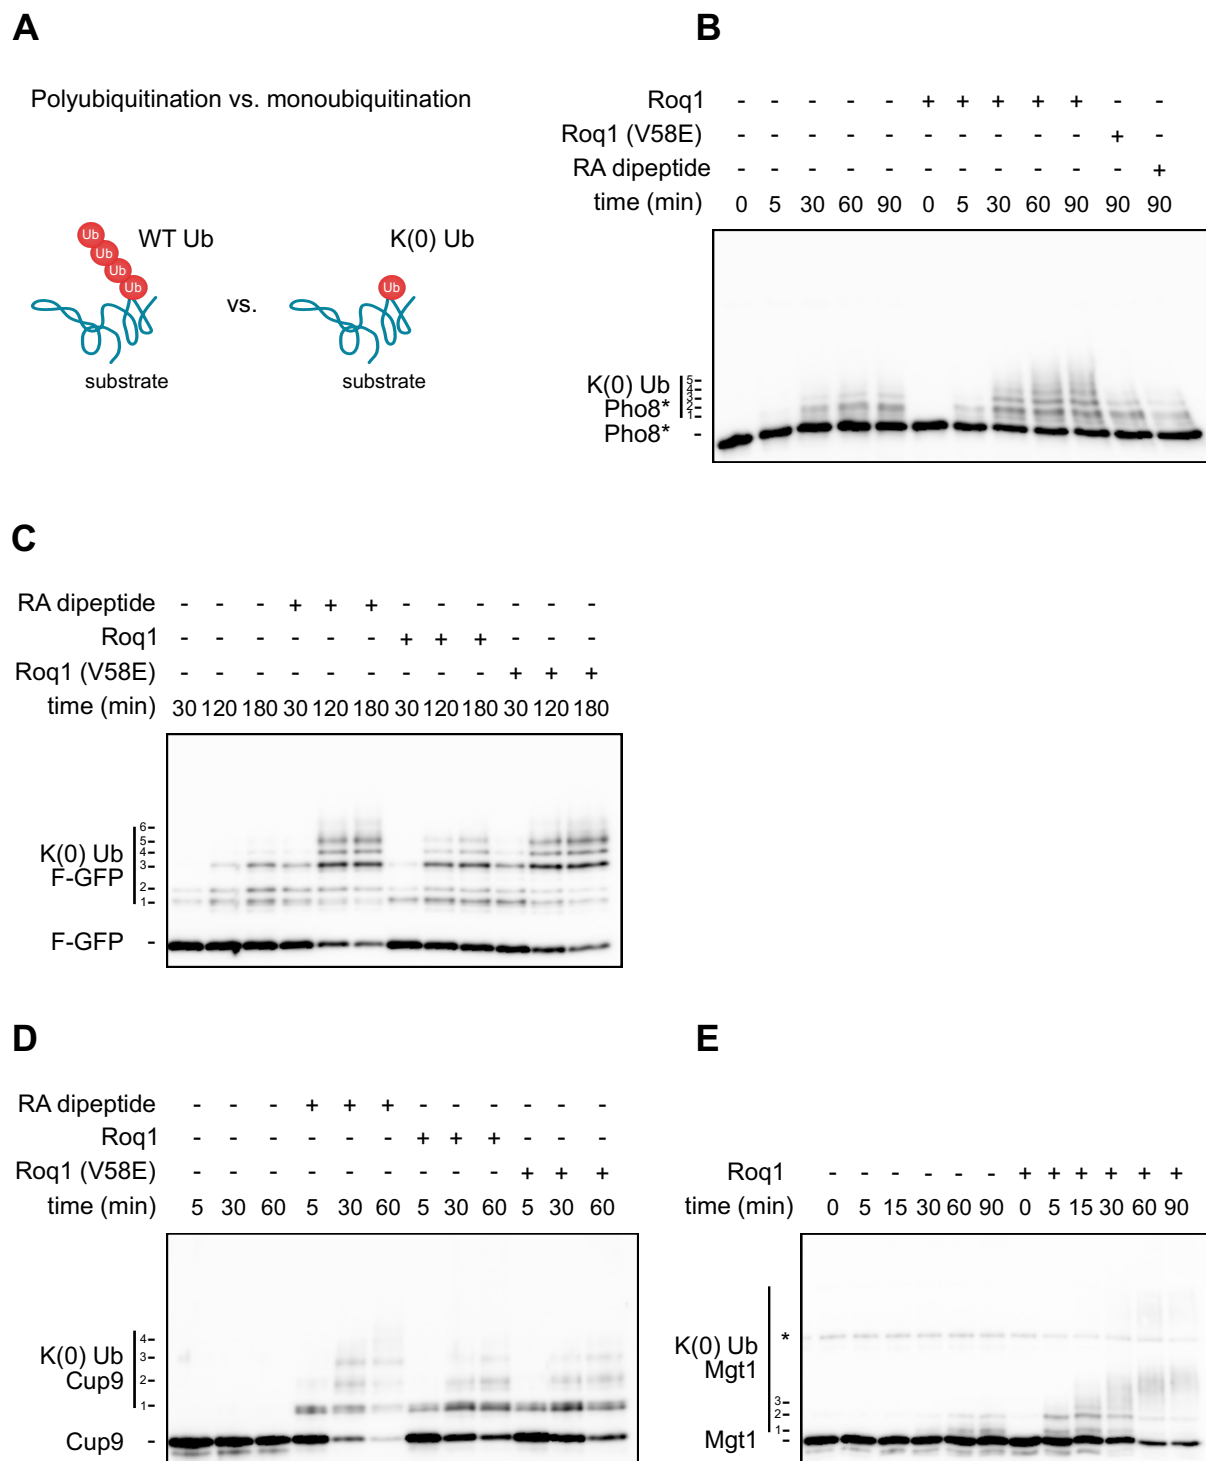 A
Polyubiquitination vs. monoubiquitination
Ub
Ub
Ub
Ub
WT Ub
vs.
Ub
K(0) Ub
substrate
substrate
B
Roq1 - - - - - + + + + + - -
Roq1 (V58E) - - - - - - - - - - + -
RA dipeptide - - - - - - - - - - - +
time (min) 0 5 30 60 90 0 5 30 60 90 90 90
K(0) Ub
Pho8*
5
4
3
2
1
Pho8* -
C
RA dipeptide - - - + + + - - - - - -
Roq1 - - - - - - + + + - - -
Roq1 (V58E) - - - - - - - - - + + +
time (min) 30 120 180 30 120 180 30 120 180 30 120 180
K(0) Ub
F-GFP
6-
5-
4-
3-
2-
1-
F-GFP -
D
RA dipeptide - - - + + + - - - - - -
Roq1 - - - - - - + + + - - -
Roq1 (V58E) - - - - - - - - - + + +
time (min) 5 30 60 5 30 60 5 30 60 5 30 60
K(0) Ub
Cup9
4-
3-
2-
1-
Cup9 -
E
Roq1 - - - - - - + + + + + +
time (min) 0 5 15 30 60 90 0 5 15 30 60 90
*
K(0) Ub
Mgt1
3-
2-
1-
Mgt1 -